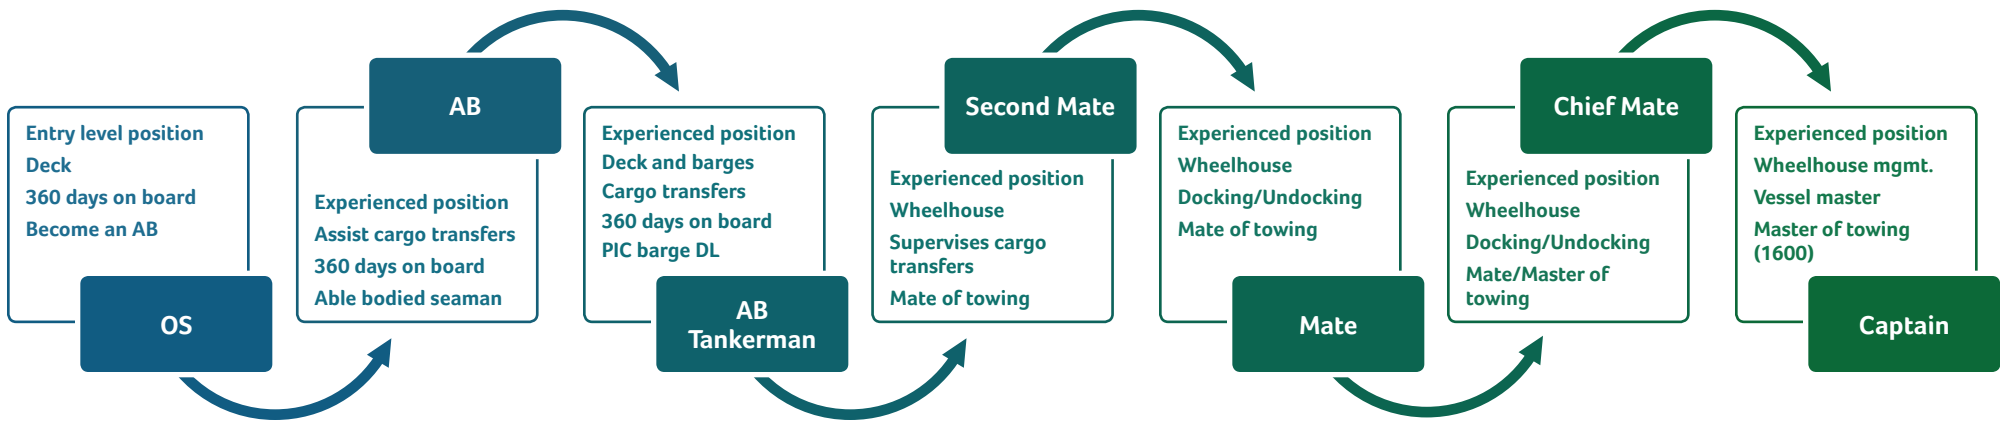 Entry level position
Deck
360 days on board
Become an AB
OS
AB
Experienced position
Assist cargo transfers
360 days on board
Able bodied seaman
Experienced position
Deck and barges
Cargo transfers
360 days on board
PIC barge DL
AB
Tankerman
Second Mate
Experienced position
Wheelhouse
Supervises cargo
transfers
Mate of towing
Experienced position
Wheelhouse
Docking/Undocking
Mate of towing
Mate
Chief Mate
Experienced position
Wheelhouse
Docking/Undocking
Mate/Master of
towing
Experienced position
Wheelhouse mgmt.
Vessel master
Master of towing
(1600)
Captain